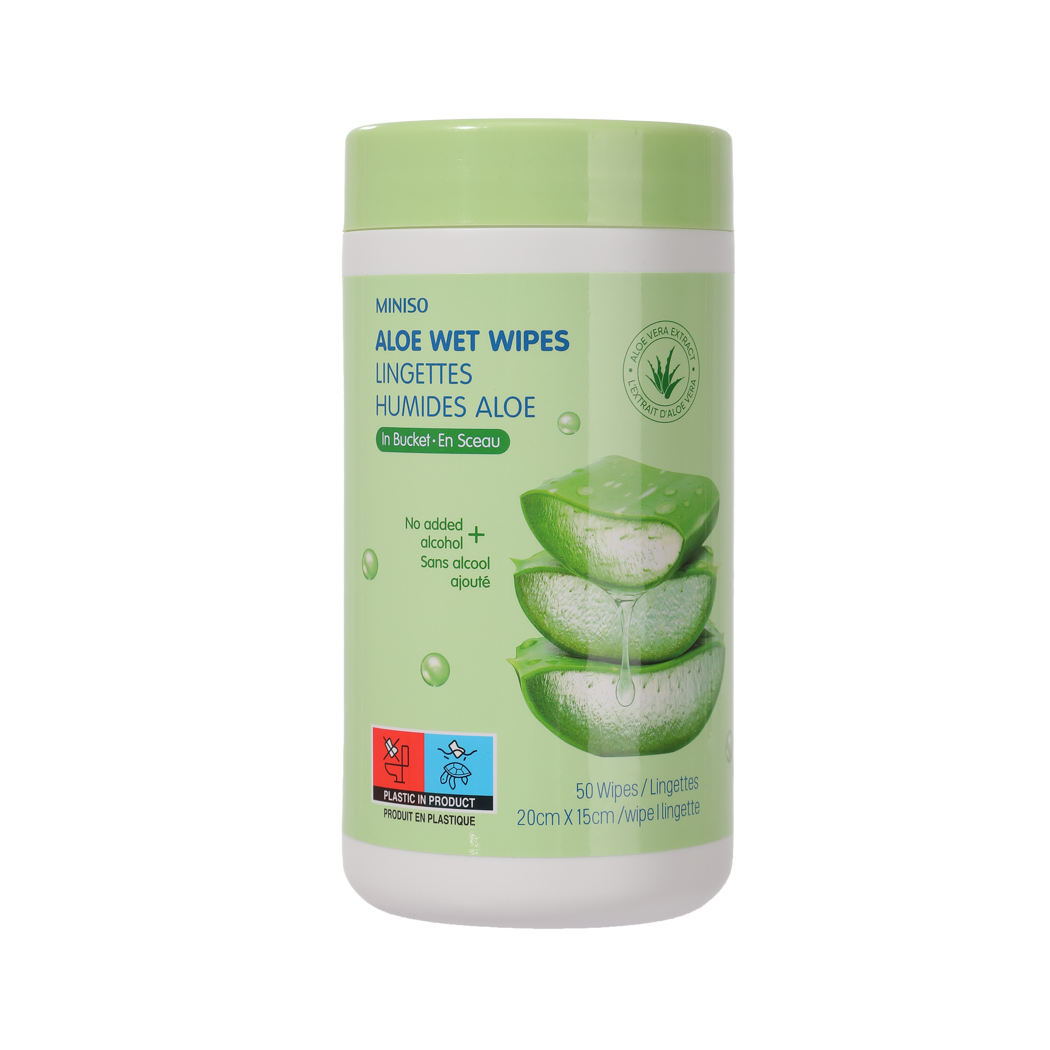 MINISO
ALOE WET WIPES
LINGETTES
HUMIDES ALOE
In Bucket · En Sceau
ALOE VERA EXTRACT
L'EXTRAIT D'ALOE VERA
No added
alcohol +
Sans alcool
ajouté
PLASTIC IN PRODUCT
PRODUIT EN PLASTIQUE
50 Wipes / Lingettes
20cm X 15cm /wipe | lingette